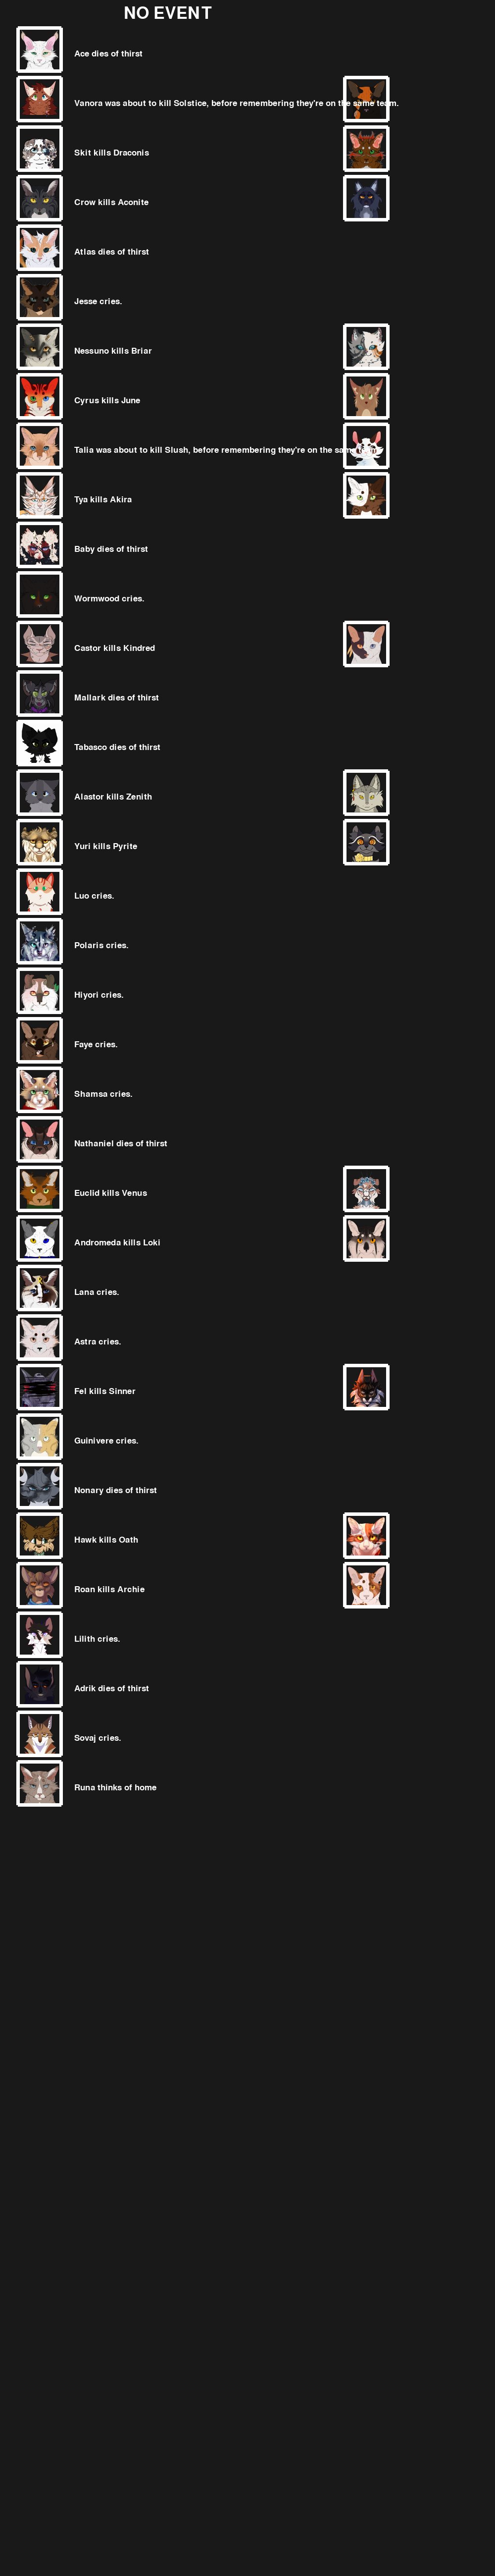 NO EVENT
Ace dies of thirst
Vanora was about to kill Solstice, before remembering they're on the same team.
Skit kills Draconis
Crow kills Aconite
Atlas dies of thirst
Jesse cries.
Nessuno kills Briar
Cyrus kills June
Talia was about to kill Slush, before remembering they're on the same
Tya kills Akira
Baby dies of thirst
Wormwood cries.
Castor kills Kindred
Mallark dies of thirst
Tabasco dies of thirst
Alastor kills Zenith
Yuri kills Pyrite
Luo cries.
Polaris cries.
Hiyori cries.
Faye cries.
Shamsa cries.
Nathaniel dies of thirst
Euclid kills Venus
Andromeda kills Loki
Lana cries.
Astra cries.
Fel kills Sinner
Guinivere cries.
Nonary dies of thirst
Hawk kills Oath
Roan kills Archie
Lilith cries.
Adrik dies of thirst
Sovaj cries.
Runa thinks of home